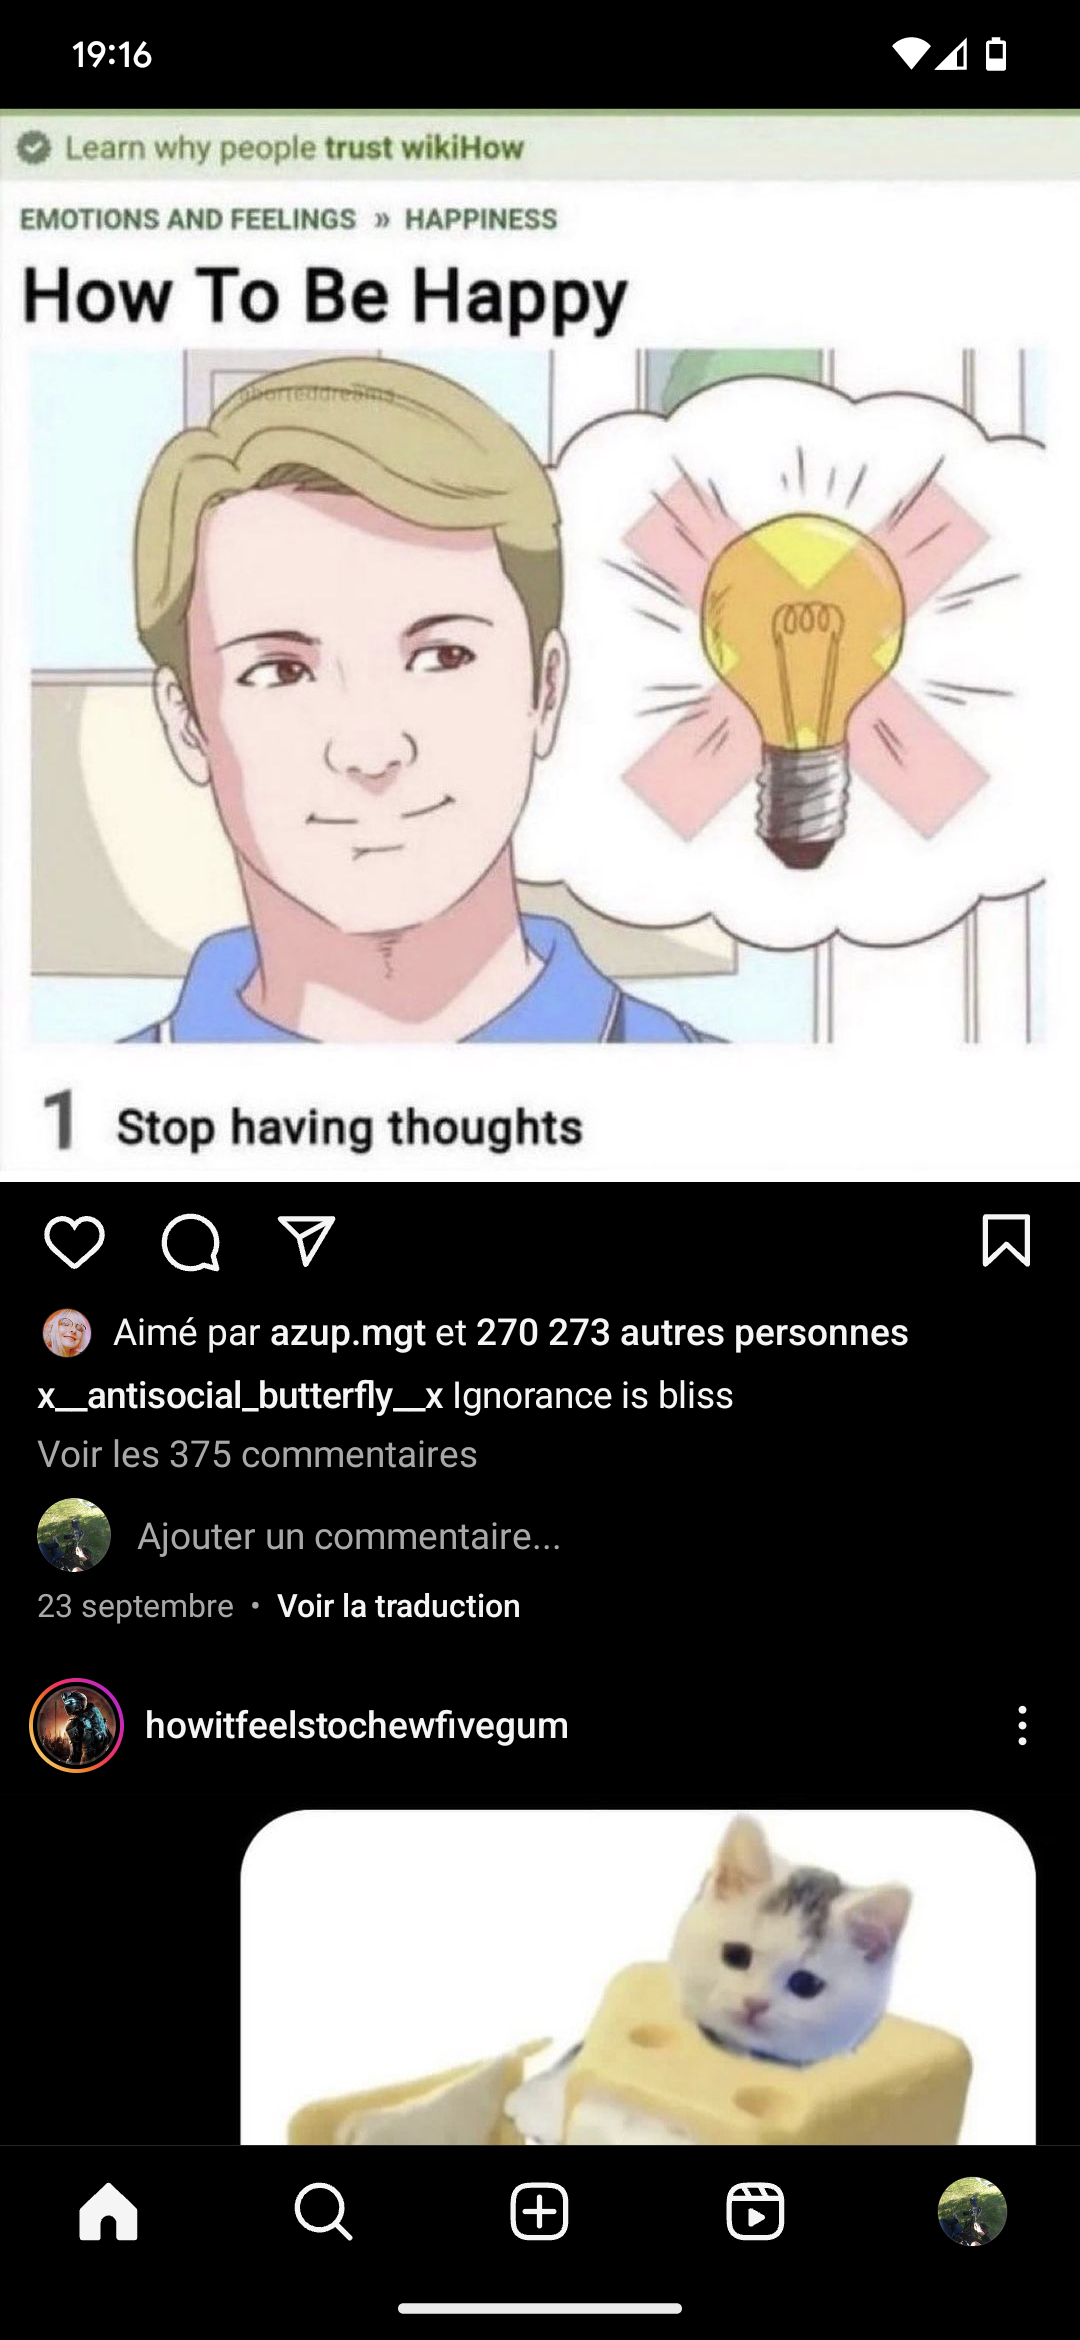 19:16
Learn why people trust wikiHow
EMOTIONS AND FEELINGS » HAPPINESS
How To Be Happy
aborteddreams
1 Stop having thoughts
Aimé par azup.mgt et 270 273 autres personnes
x__antisocial_butterfly__x Ignorance is bliss
Voir les 375 commentaires
Ajouter un commentaire...
23 septembre • Voir la traduction
howitfeelstochewfivegum